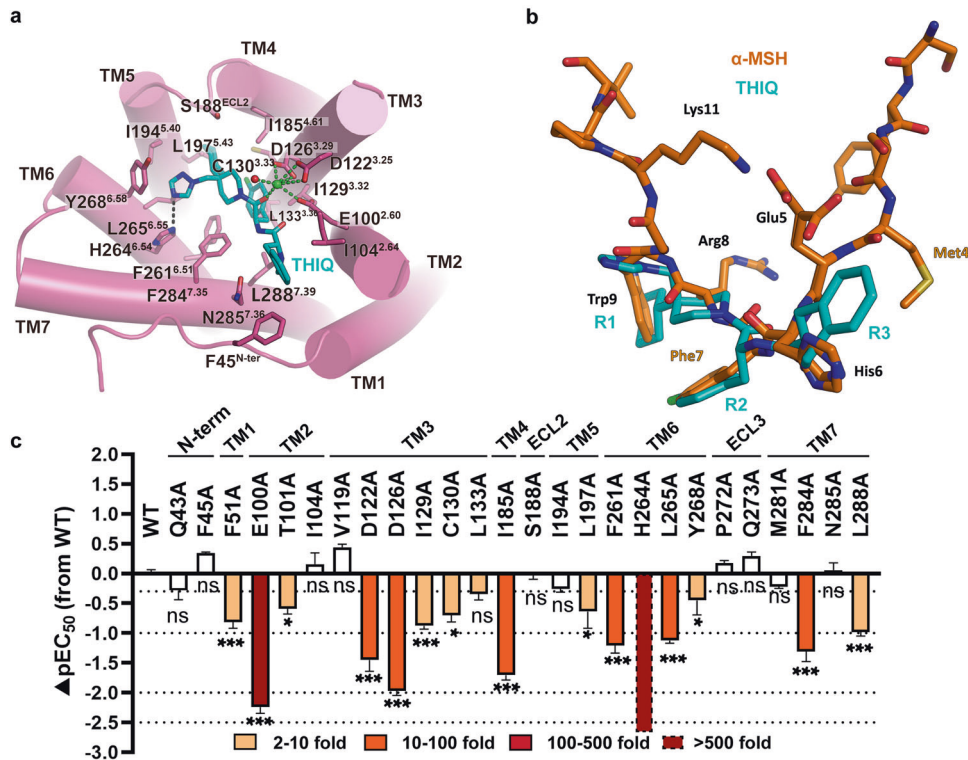 a
TM4
TM5
TM3
S188ECL2
I1854.61
I1945.40
L1975.43
D1263.29
C1303.33
D1223.25
TM6
I1293.32
Y2686.58
L1333.36
E1002.60
L2656.55
I1042.64
H2646.54
THIQ
F2616.51
TM2
F2847.35
L2887.39
TM7
N2857.36
F45N-ter
TM1
b
α-MSH
THIQ
Lys11
Glu5
Arg8
Met4
Trp9
R1
R3
Phe7
His6
R2
c
N-term TM1 TM2 TM3 TM4 ECL2 TM5 TM6 ECL3 TM7
WT Q43A F45A F51A E100A T101A I104A V119A D122A D126A I129A C130A L133A I185A S188A I194A L197A F261A H264A L265A Y268A P272A Q273A M281A F284A N285A L288A
▲pEC50 (from WT)
2.0
1.5
1.0
0.5
0.0
-0.5
-1.0
-1.5
-2.0
-2.5
-3.0
ns ns *** *** * ns ns *** *** *** * ns *** ns ns * *** *** * ns ns ns *** ns ***
2-10 fold 10-100 fold 100-500 fold >500 fold